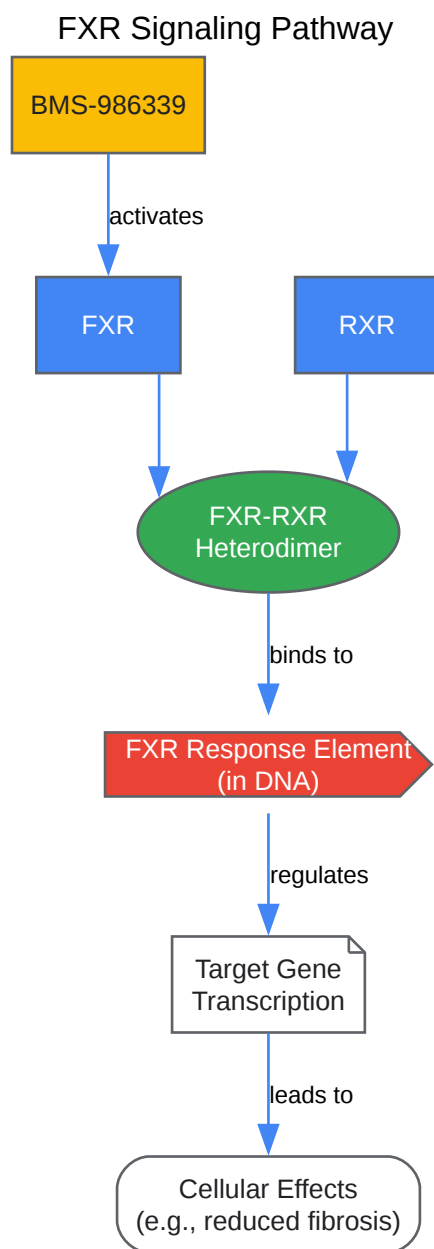 FXR Signaling Pathway
BMS-986339
activates
FXR
RXR
FXR-RXR
Heterodimer
binds to
FXR Response Element
(in DNA)
regulates
Target Gene
Transcription
leads to
Cellular Effects
(e.g., reduced fibrosis)